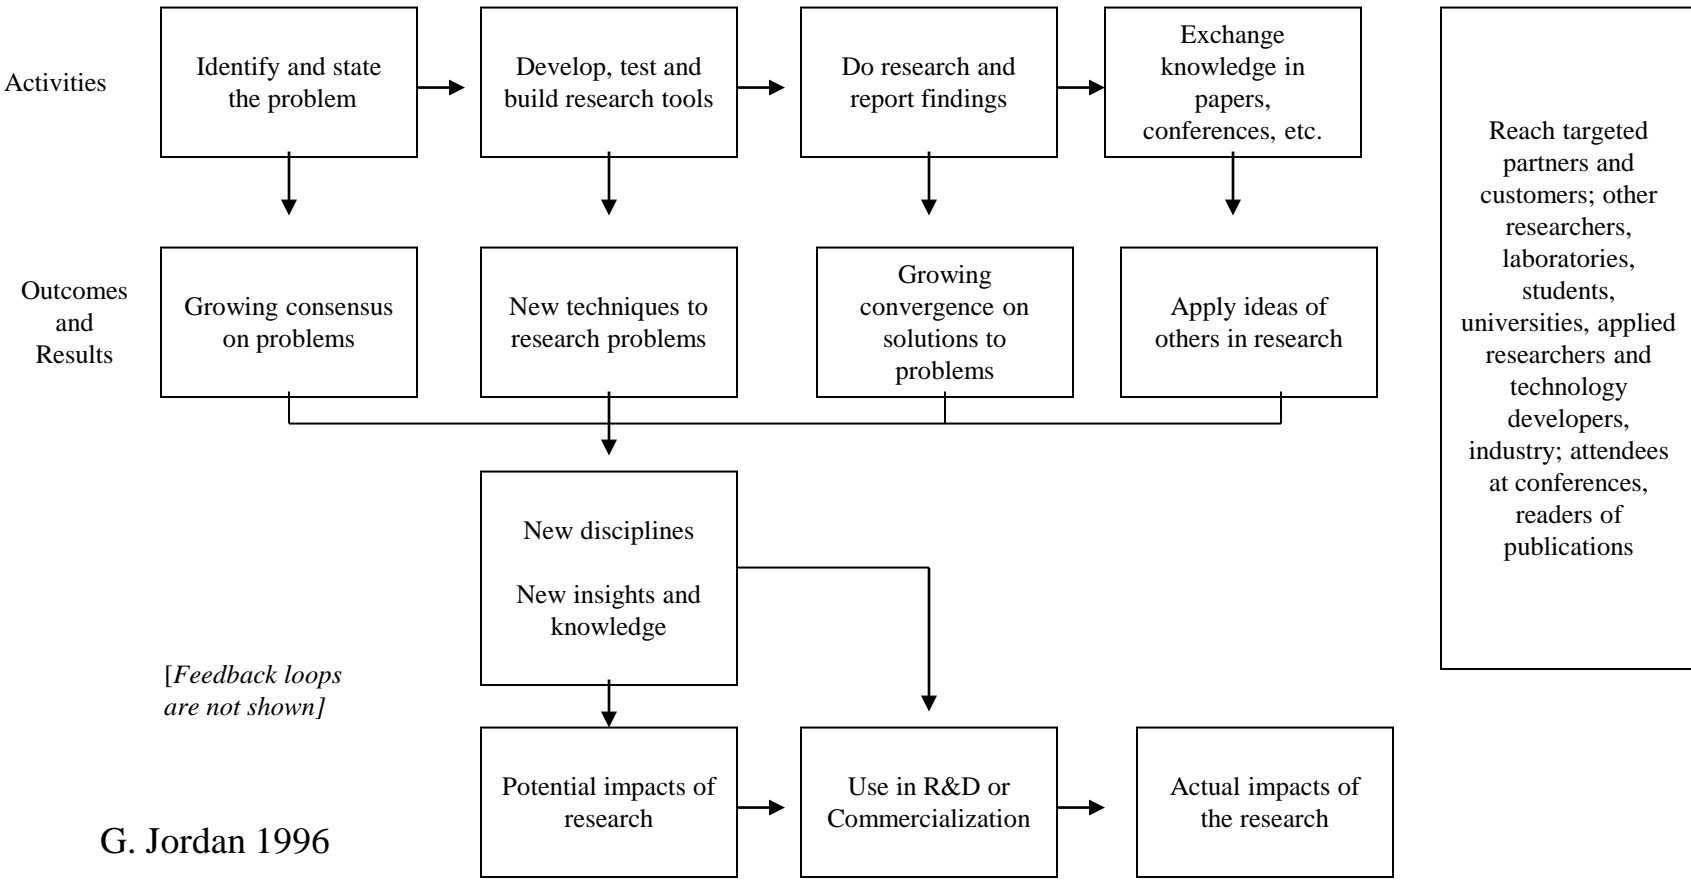 Activities
Identify and state
the problem
Develop, test and
build research tools
Do research and
report findings
Exchange
knowledge in
papers,
conferences, etc.
Reach targeted
partners and
customers; other
researchers,
laboratories,
students,
universities, applied
researchers and
technology
developers,
industry; attendees
at conferences,
readers of
publications
Outcomes
and
Results
Growing consensus
on problems
New techniques to
research problems
Growing
convergence on
solutions to
problems
Apply ideas of
others in research
New disciplines
New insights and
knowledge
[Feedback loops
are not shown]
Potential impacts of
research
Use in R&D or
Commercialization
Actual impacts of
the research
G. Jordan 1996